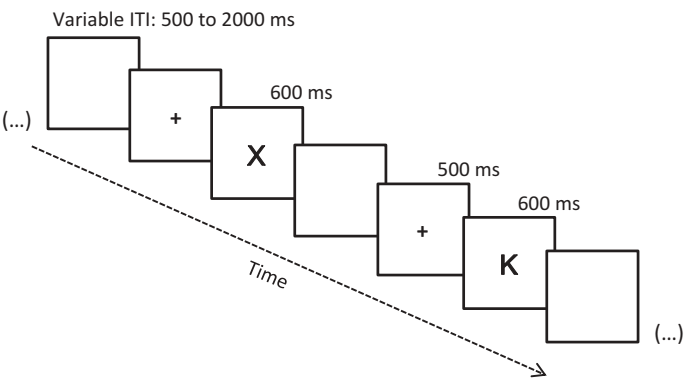 Variable ITI: 500 to 2000 ms
600 ms
(...)
+
X
500 ms
600 ms
+
K
Time
(...)